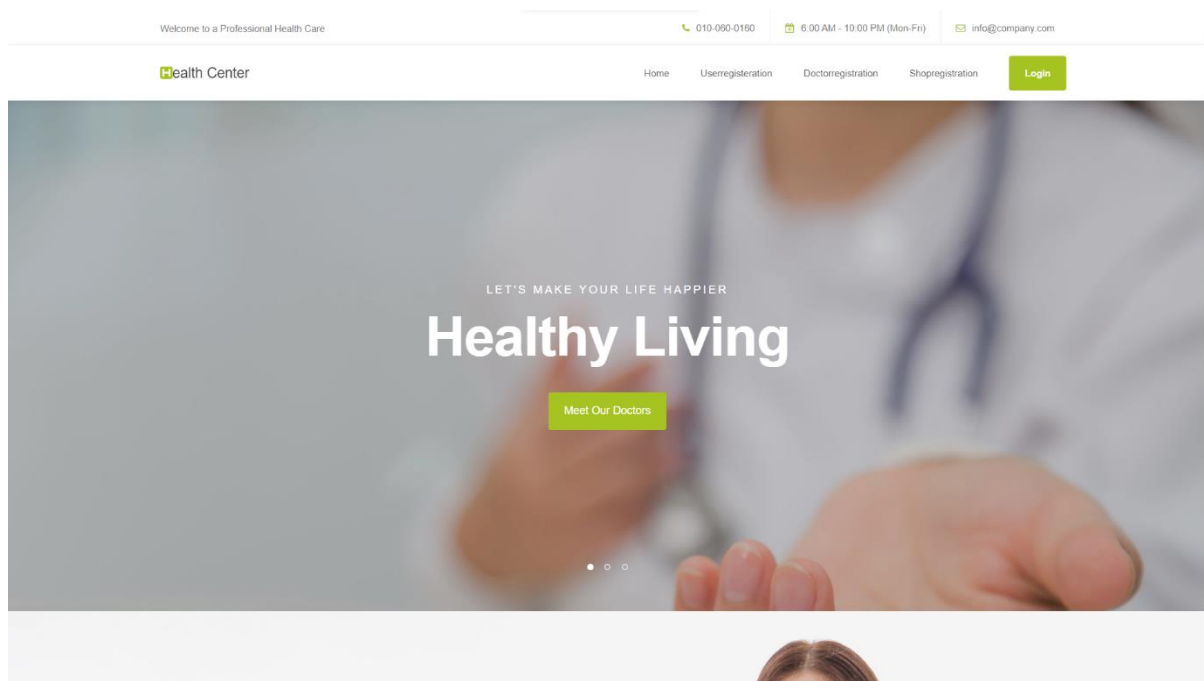 Welcome to a Professional Health Care
010-060-0160
6:00 AM - 10:00 PM (Mon-Fri)
info@company.com
Health Center
Home
Userregisteration
Doctorregistration
Shopregistration
Login
LET'S MAKE YOUR LIFE HAPPIER
Healthy Living
Meet Our Doctors